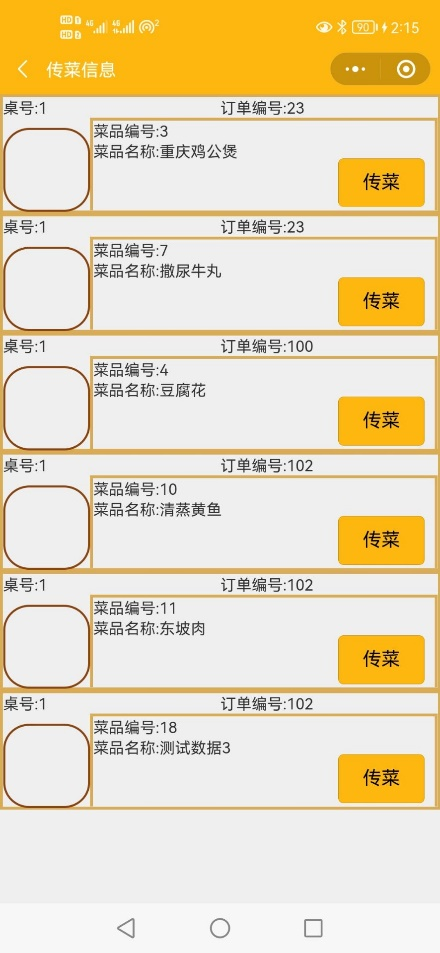 2:15
90
传菜信息
桌号:1 订单编号:23
菜品编号:3
菜品名称:重庆鸡公煲
传菜
桌号:1 订单编号:23
菜品编号:7
菜品名称:撒尿牛丸
传菜
桌号:1 订单编号:100
菜品编号:4
菜品名称:豆腐花
传菜
桌号:1 订单编号:102
菜品编号:10
菜品名称:清蒸黄鱼
传菜
桌号:1 订单编号:102
菜品编号:11
菜品名称:东坡肉
传菜
桌号:1 订单编号:102
菜品编号:18
菜品名称:测试数据3
传菜